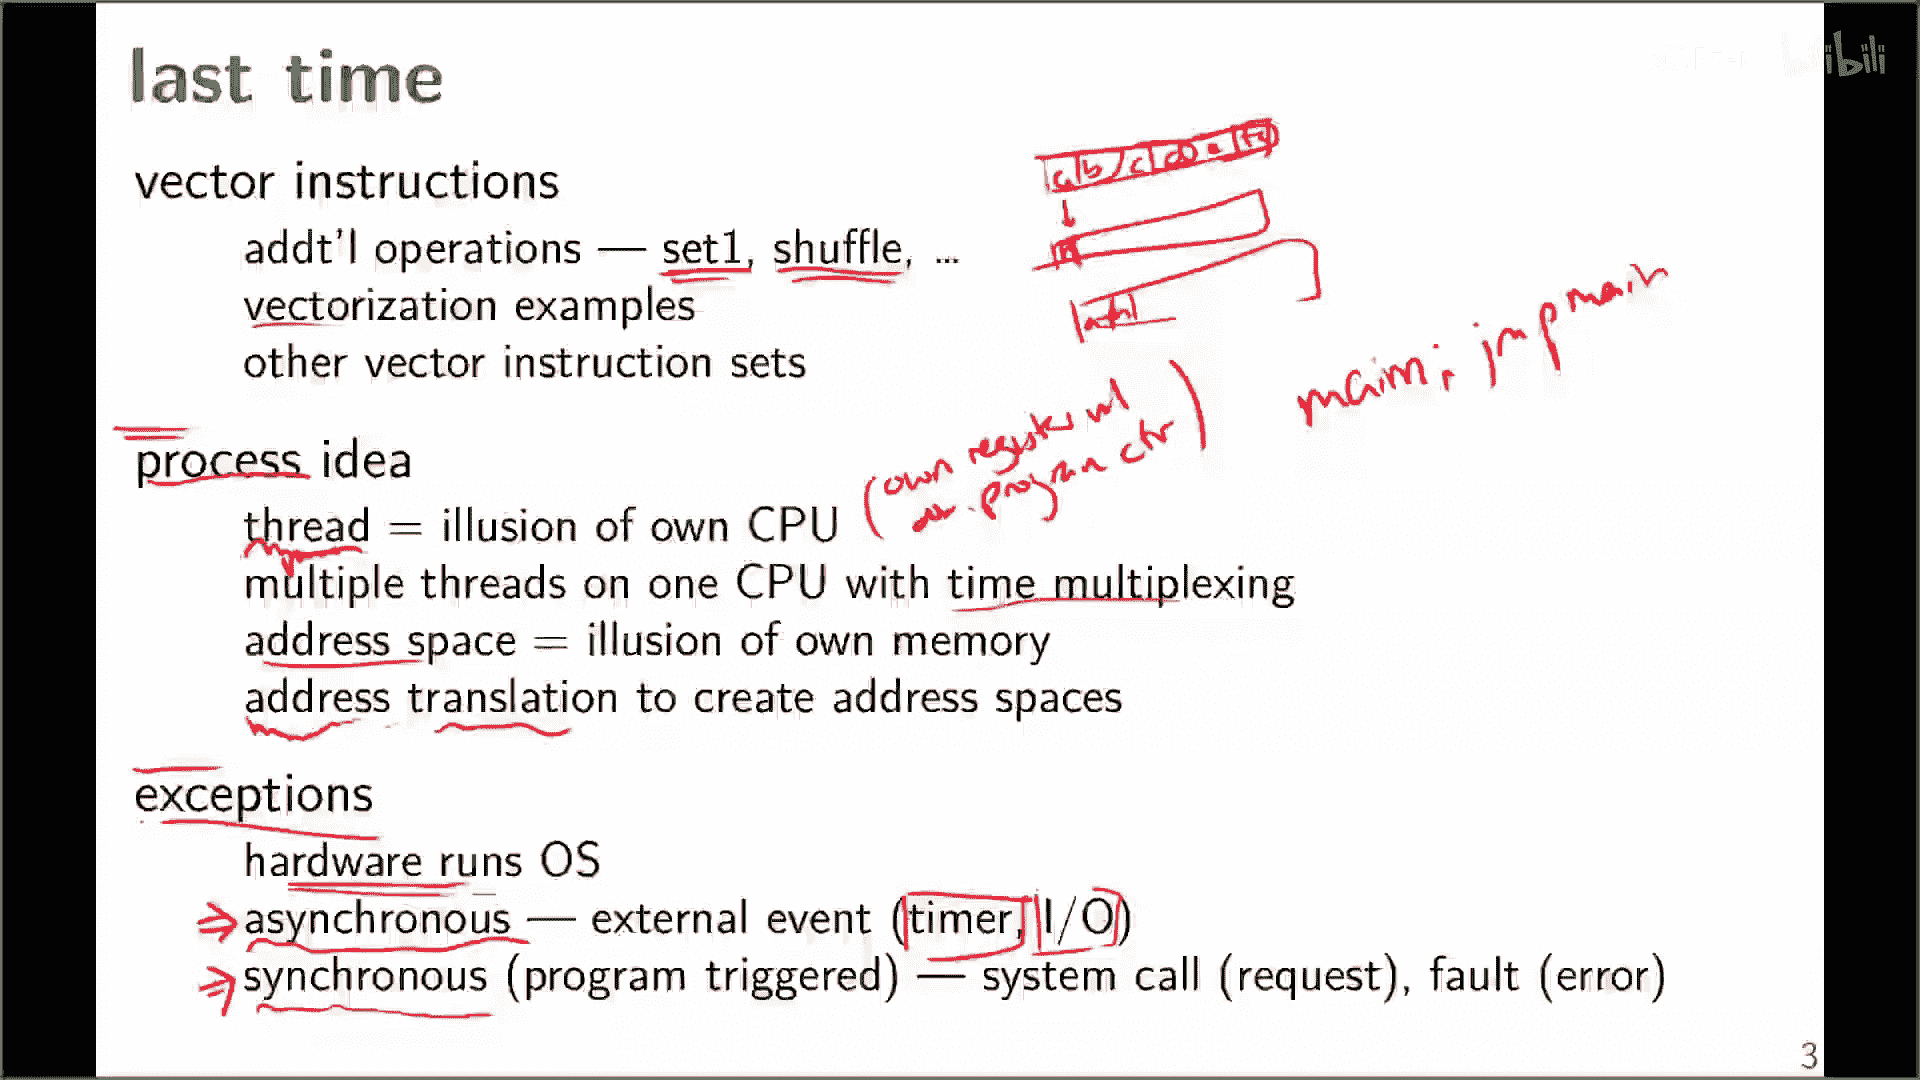 last time
vector instructions
addt'l operations — set1, shuffle, ...
vectorization examples
other vector instruction sets
a b c d e f
main: jmp main
process idea
(own registers w/
program ctr)
thread = illusion of own CPU
multiple threads on one CPU with time multiplexing
address space = illusion of own memory
address translation to create address spaces
exceptions
hardware runs OS
asynchronous — external event (timer, I/O)
synchronous (program triggered) — system call (request), fault (error)
3